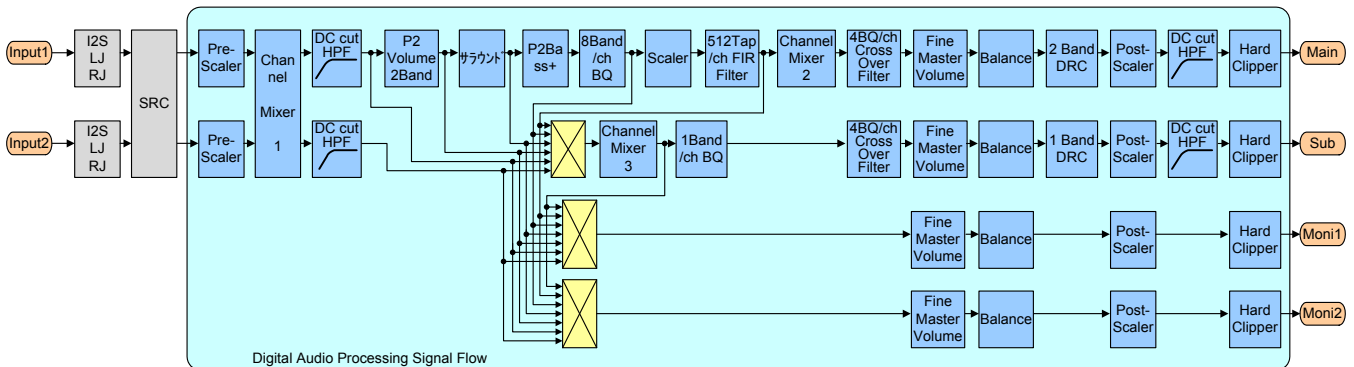 Input1
I2S
LJ
RJ
SRC
Pre-
Scaler
Chan
nel
Mixer
1
DC cut
HPF
P2
Volume
2Band
サラウンド
P2Ba
ss+
8Band
/ch
BQ
Scaler
512Tap
/ch FIR
Filter
Channel
Mixer
2
4BQ/ch
Cross
Over
Filter
Fine
Master
Volume
Balance
2 Band
DRC
Post-
Scaler
DC cut
HPF
Hard
Clipper
Main
Input2
I2S
LJ
RJ
Pre-
Scaler
DC cut
HPF
Channel
Mixer
3
1Band
/ch BQ
4BQ/ch
Cross
Over
Filter
Fine
Master
Volume
Balance
1 Band
DRC
Post-
Scaler
DC cut
HPF
Hard
Clipper
Sub
Fine
Master
Volume
Balance
Post-
Scaler
Hard
Clipper
Moni1
Fine
Master
Volume
Balance
Post-
Scaler
Hard
Clipper
Moni2
Digital Audio Processing Signal Flow